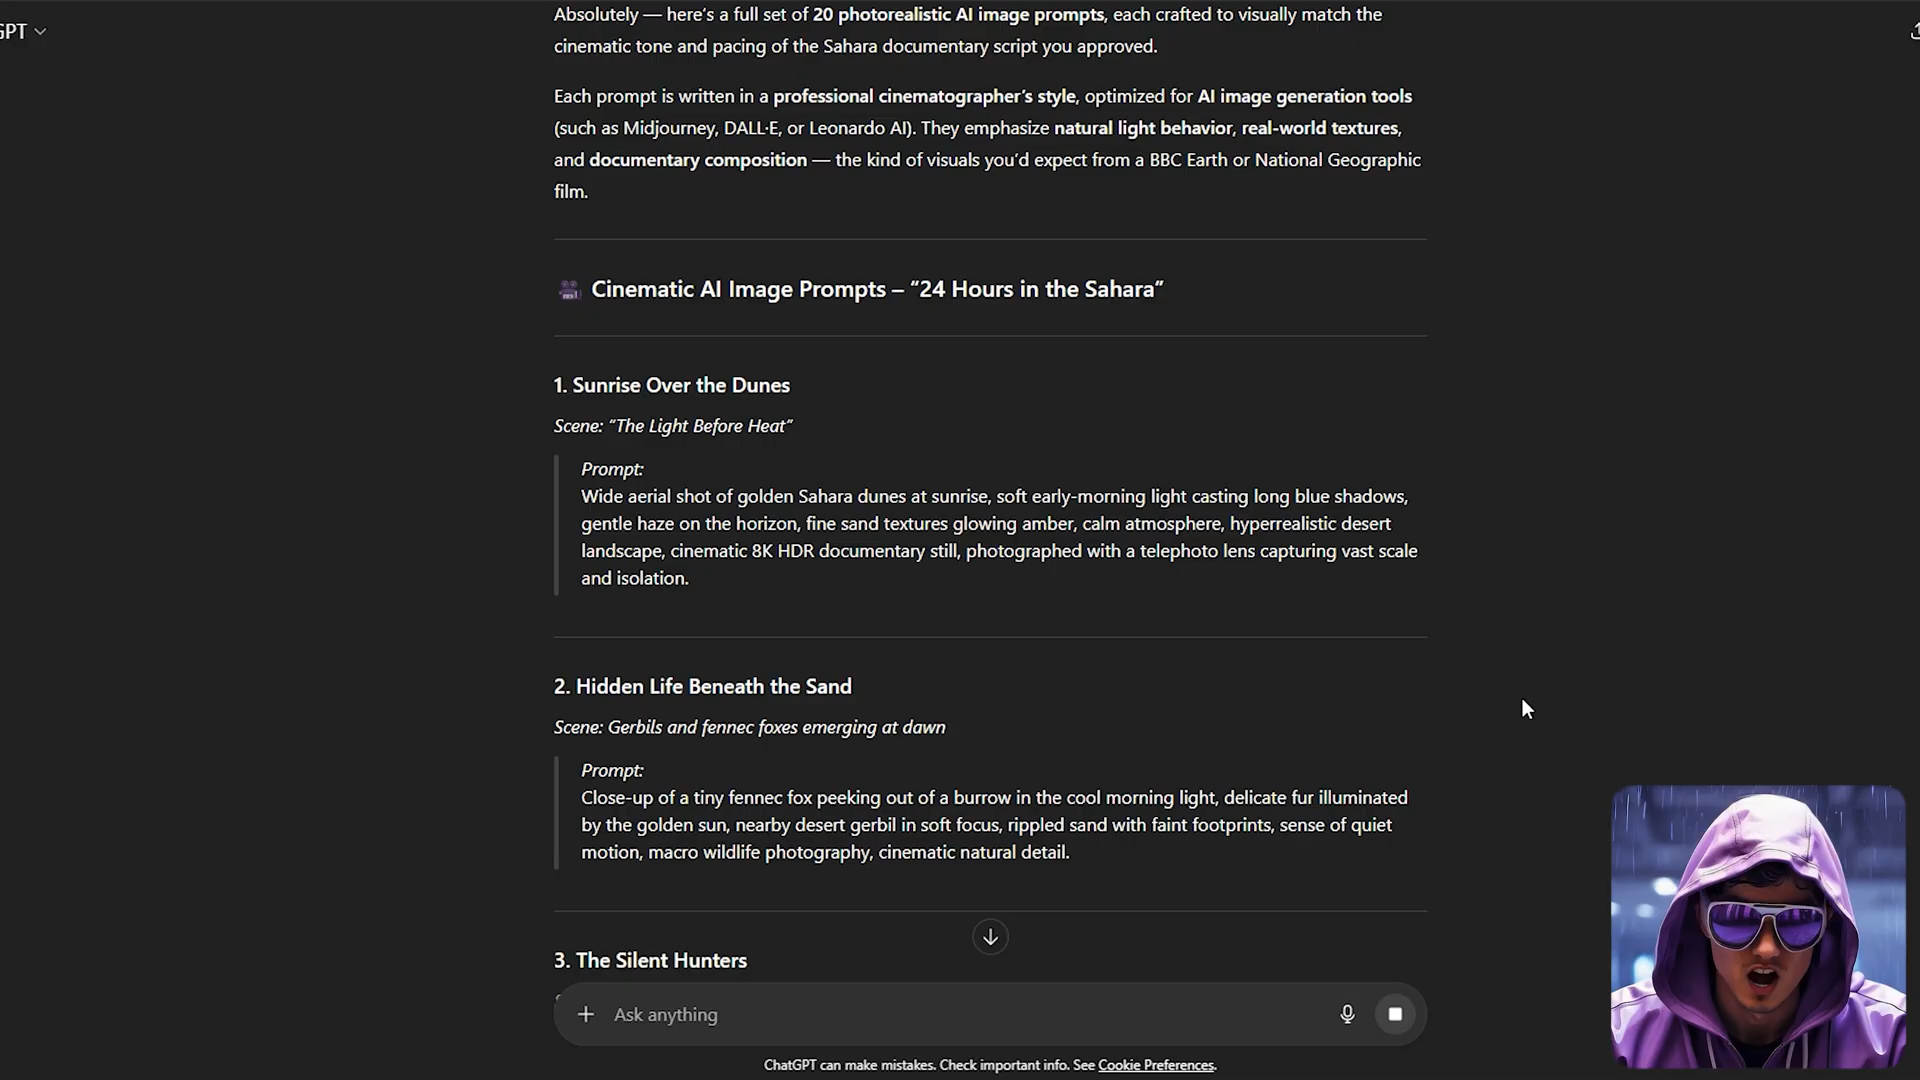 Absolutely — here's a full set of 20 photorealistic AI image prompts, each crafted to visually match the
GPT
cinematic tone and pacing of the Sahara documentary script you approved.
Each prompt is written in a professional cinematographer's style, optimized for AI image generation tools
(such as Midjourney, DALL·E, or Leonardo AI). They emphasize natural light behavior, real-world textures,
and documentary composition — the kind of visuals you'd expect from a BBC Earth or National Geographic
film.
Cinematic AI Image Prompts – “24 Hours in the Sahara”
1. Sunrise Over the Dunes
Scene: “The Light Before Heat”
Prompt:
Wide aerial shot of golden Sahara dunes at sunrise, soft early-morning light casting long blue shadows,
gentle haze on the horizon, fine sand textures glowing amber, calm atmosphere, hyperrealistic desert
landscape, cinematic 8K HDR documentary still, photographed with a telephoto lens capturing vast scale
and isolation.
2. Hidden Life Beneath the Sand
Scene: Gerbils and fennec foxes emerging at dawn
Prompt:
Close-up of a tiny fennec fox peeking out of a burrow in the cool morning light, delicate fur illuminated
by the golden sun, nearby desert gerbil in soft focus, rippled sand with faint footprints, sense of quiet
motion, macro wildlife photography, cinematic natural detail.
3. The Silent Hunters
Ask anything
ChatGPT can make mistakes. Check important info. See Cookie Preferences.